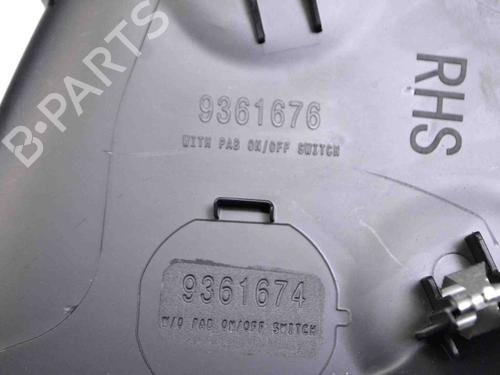 B-PARTS
9361676
WITH PAB ON/OFF SWITCH
RHS
9361674
W/O PAB ON/OFF SWITCH